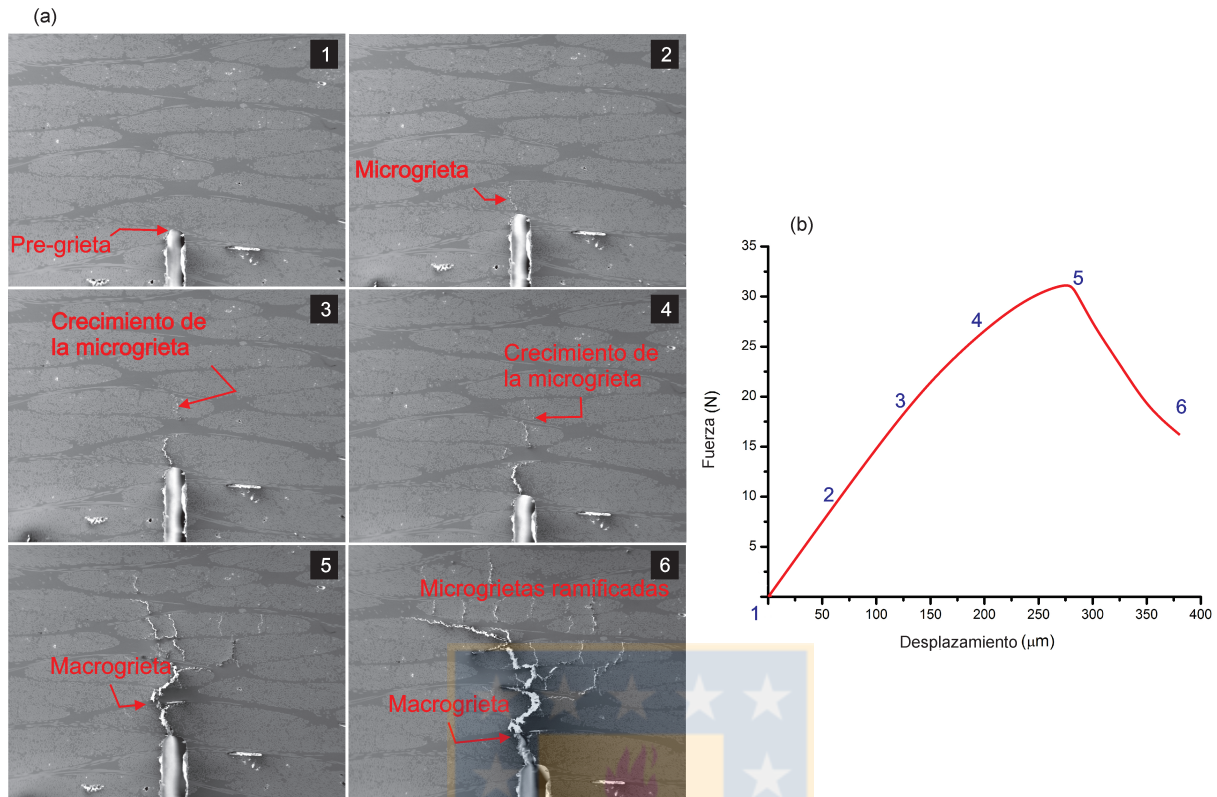 (a)
1
2
Microgrieta
Pre-grieta
3
4
Crecimiento de
la microgrieta
Crecimiento de
la microgrieta
5
6
Macrogrieta
Microgrietas ramificadas
Macrogrieta
(b)
35
30
25
20
15
10
5
Fuerza (N)
1
2
3
4
5
6
100
50
100
150
200
250
300
350
400
Desplazamiento (μm)